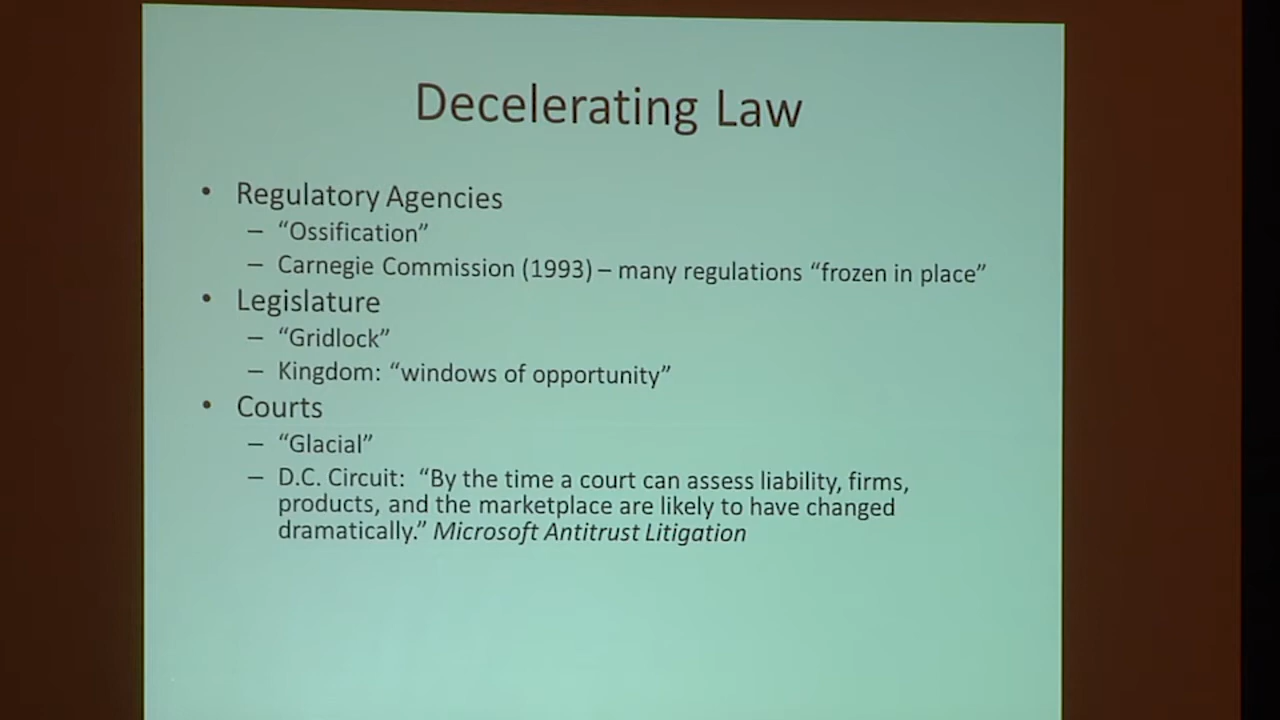 Decelerating Law
• Regulatory Agencies
– “Ossification”
– Carnegie Commission (1993) – many regulations “frozen in place”
• Legislature
– “Gridlock”
– Kingdom: “windows of opportunity”
• Courts
– “Glacial”
– D.C. Circuit: “By the time a court can assess liability, firms,
products, and the marketplace are likely to have changed
dramatically.” Microsoft Antitrust Litigation